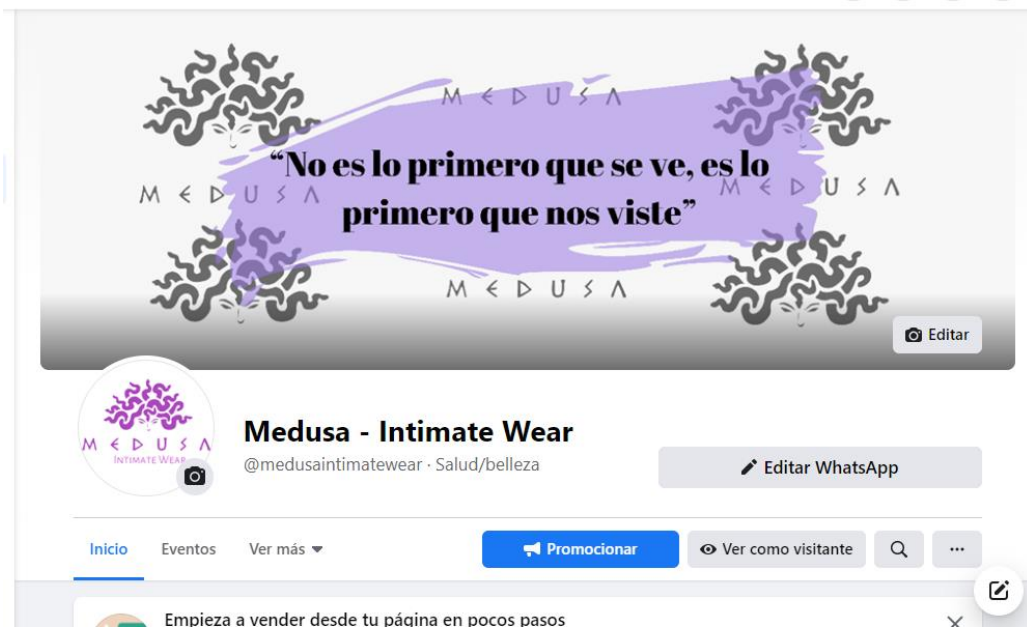 MEDUSA
“No es lo primero que se ve, es lo
primero que nos viste”
MEDUSA
MEDUSA
MEDUSA
Editar
MEDUSA
INTIMATE WEAR
Medusa - Intimate Wear
@medusaintimatewear · Salud/belleza
Editar WhatsApp
Inicio
Eventos
Ver más
Promocionar
Ver como visitante
Empieza a vender desde tu página en pocos pasos